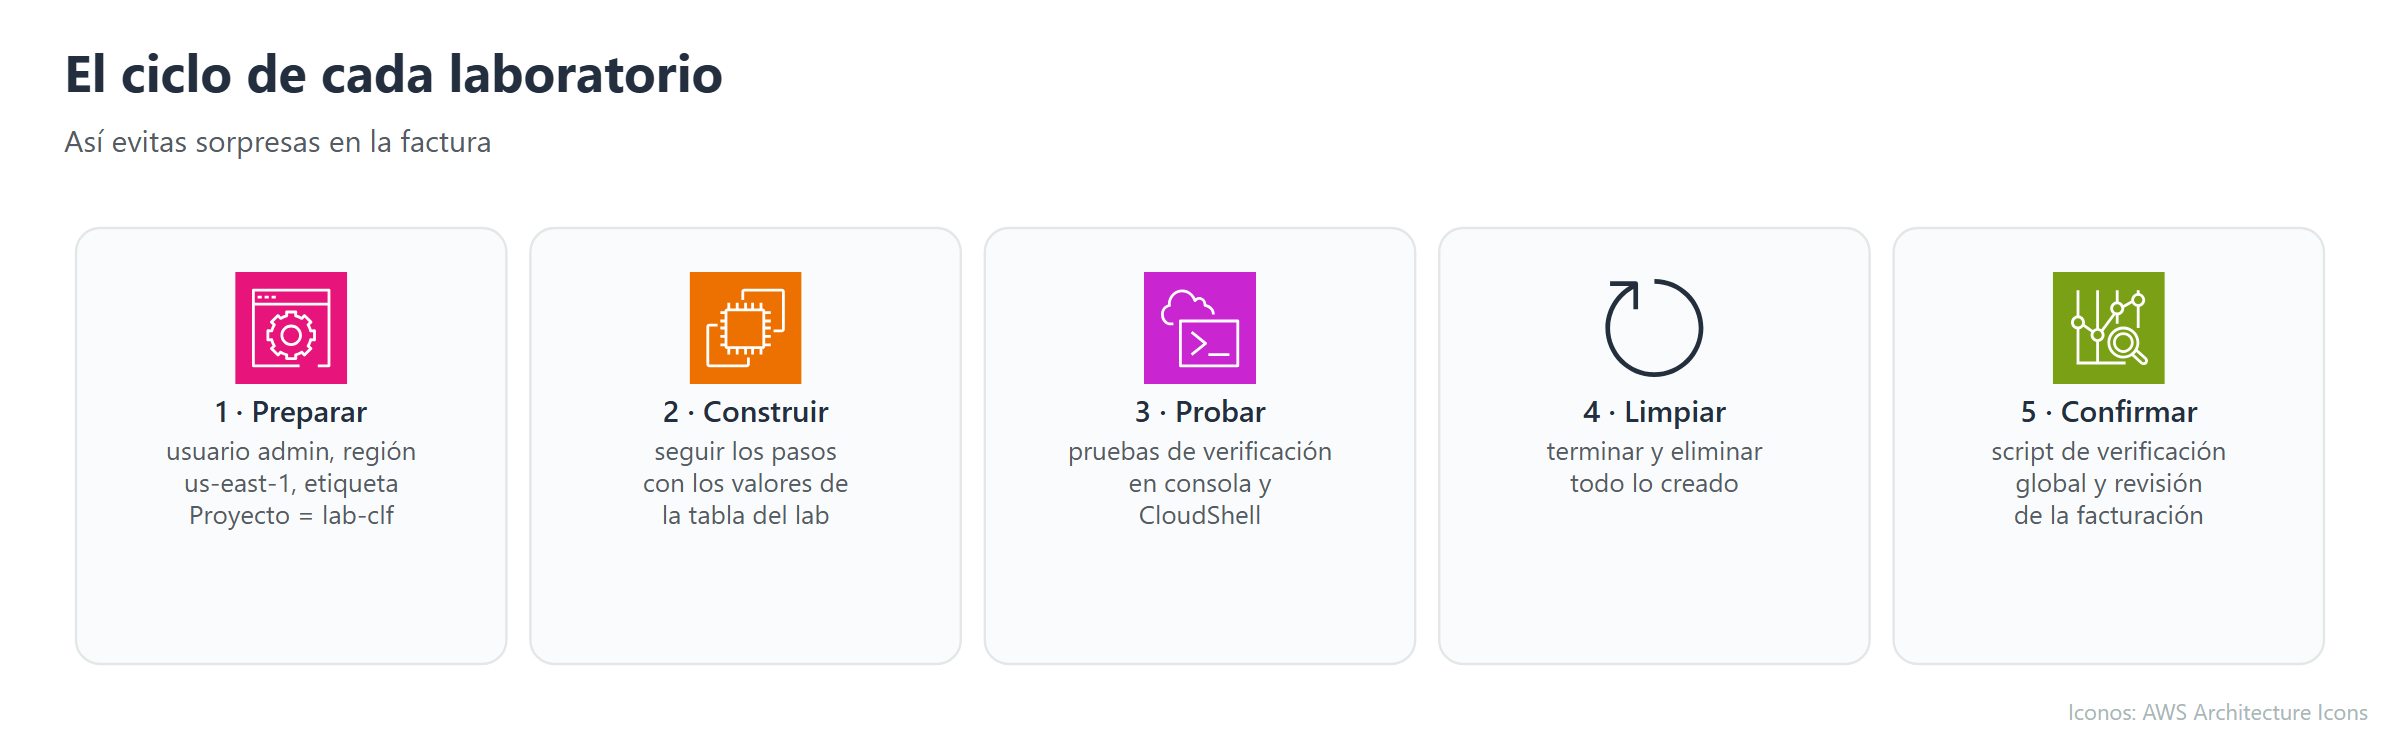 El ciclo de cada laboratorio
Así evitas sorpresas en la factura
1 · Preparar
usuario admin, región
us-east-1, etiqueta
Proyecto = lab-clf
2 · Construir
seguir los pasos
con los valores de
la tabla del lab
3 · Probar
pruebas de verificación
en consola y
CloudShell
4 · Limpiar
terminar y eliminar
todo lo creado
5 · Confirmar
script de verificación
global y revisión
de la facturación
Iconos: AWS Architecture Icons